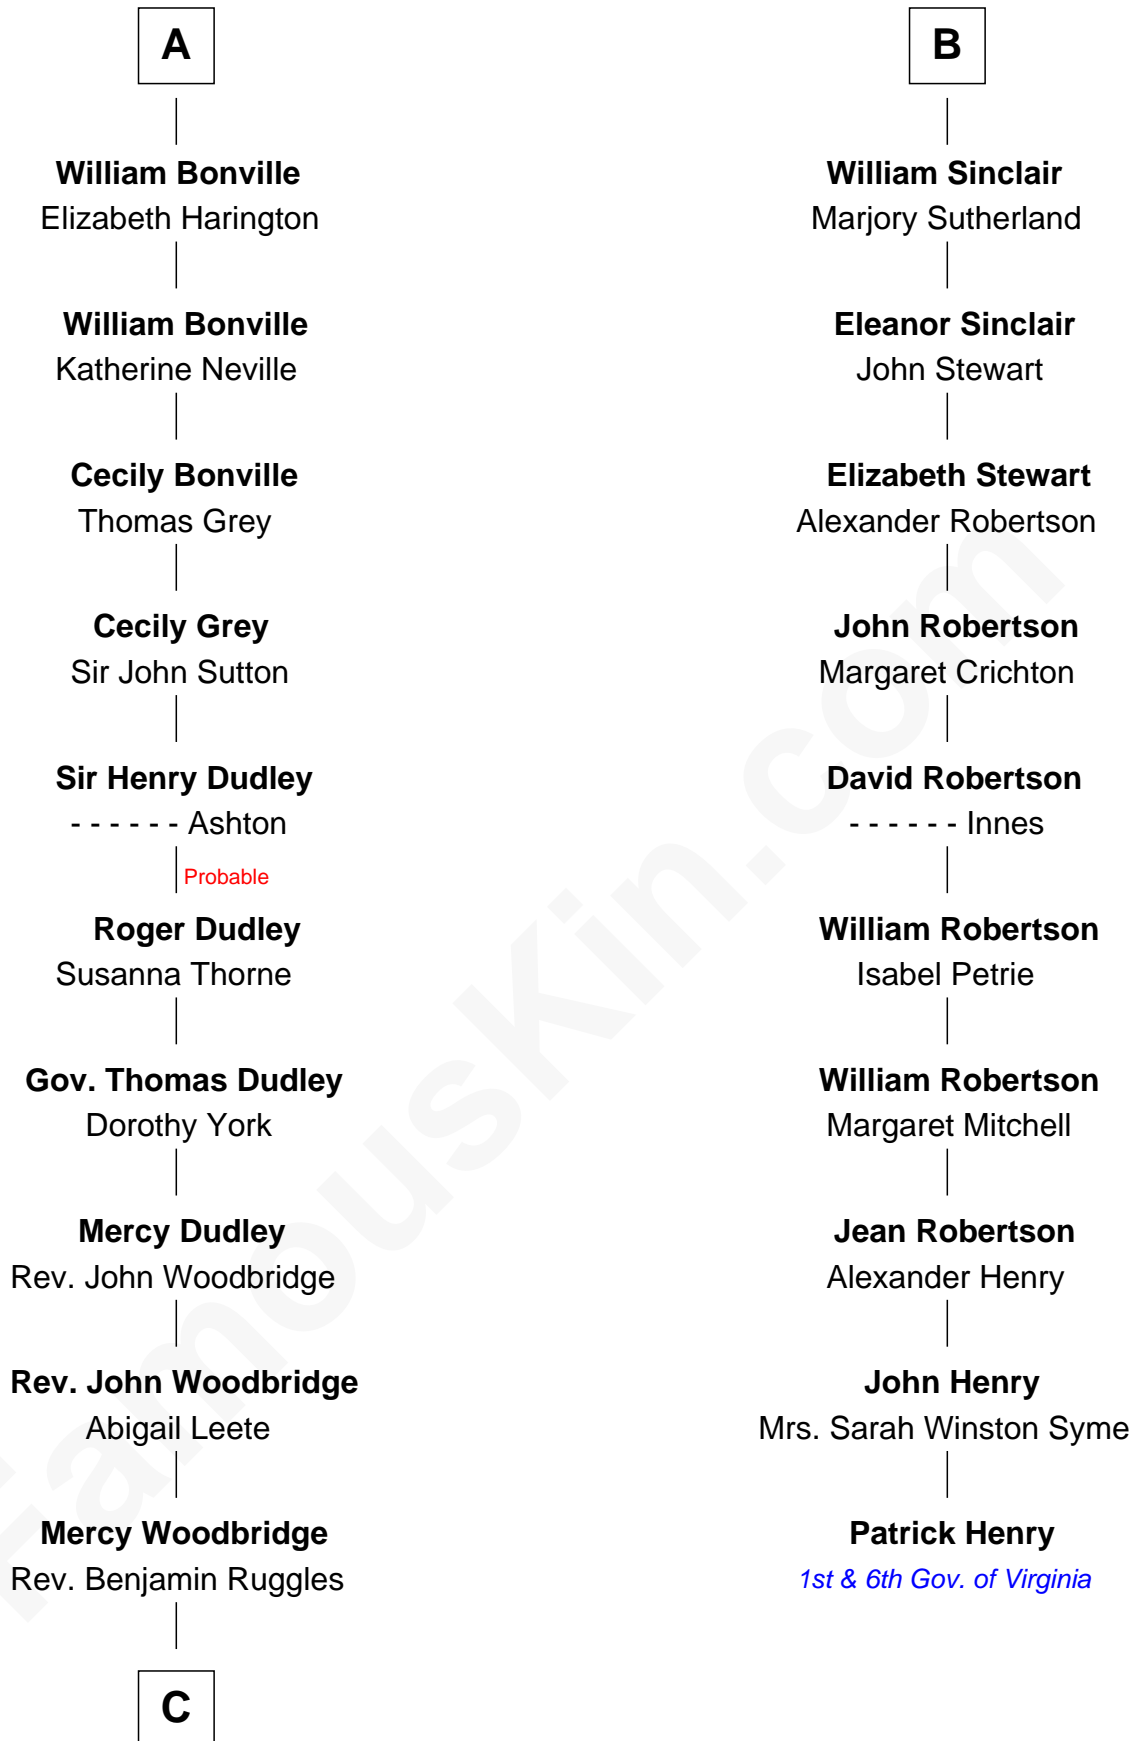 A
William Bonville
Elizabeth Harington
William Bonville
Katherine Neville
Cecily Bonville
Thomas Grey
Cecily Grey
Sir John Sutton
Sir Henry Dudley
- - - - - - Ashton
Probable
Roger Dudley
Susanna Thorne
Gov. Thomas Dudley
Dorothy York
Mercy Dudley
Rev. John Woodbridge
Rev. John Woodbridge
Abigail Leete
Mercy Woodbridge
Rev. Benjamin Ruggles
C
B
William Sinclair
Marjory Sutherland
Eleanor Sinclair
John Stewart
Elizabeth Stewart
Alexander Robertson
John Robertson
Margaret Crichton
David Robertson
- - - - - - Innes
William Robertson
Isabel Petrie
William Robertson
Margaret Mitchell
Jean Robertson
Alexander Henry
John Henry
Mrs. Sarah Winston Syme
Patrick Henry
1st & 6th Gov. of Virginia
FamousKin.com